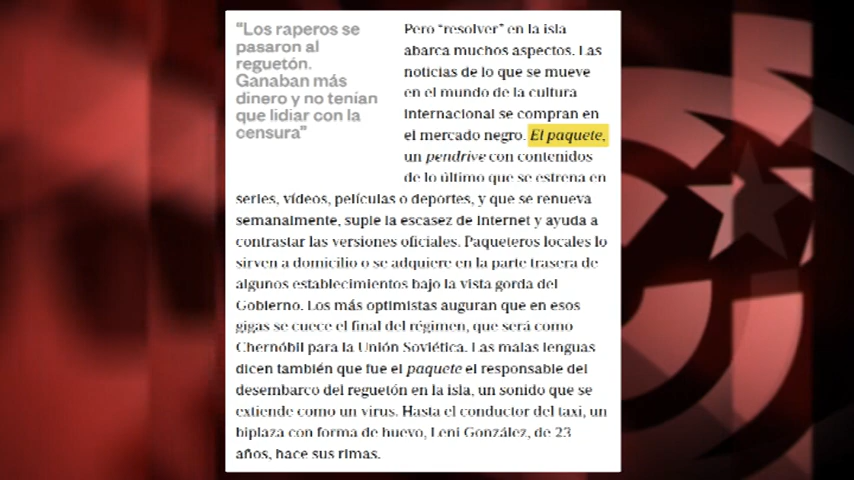 "Los raperos se
pasaron al
reguetón.
Ganaban más
dinero y no tenían
que lidiar con la
censura"
Pero “resolver” en la isla
abarca muchos aspectos. Las
noticias de lo que se mueve
en el mundo de la cultura
internacional se compran en
el mercado negro. El paquete,
un pendrive con contenidos
de lo último que se estrena en
series, vídeos, películas o deportes, y que se renueva
semanalmente, suple la escasez de Internet y ayuda a
contrastar las versiones oficiales. Paqueteros locales lo
sirven a domicilio o se adquiere en la parte trasera de
algunos establecimientos bajo la vista gorda del
Gobierno. Los más optimistas auguran que en esos
gigas se cuece el final del régimen, que será como
Chernóbil para la Unión Soviética. Las malas lenguas
dicen también que fue el paquete el responsable del
desembarco del reguetón en la isla, un sonido que se
extiende como un virus. Hasta el conductor del taxi, un
biplaza con forma de huevo, Leni González, de 23
años, hace sus rimas.